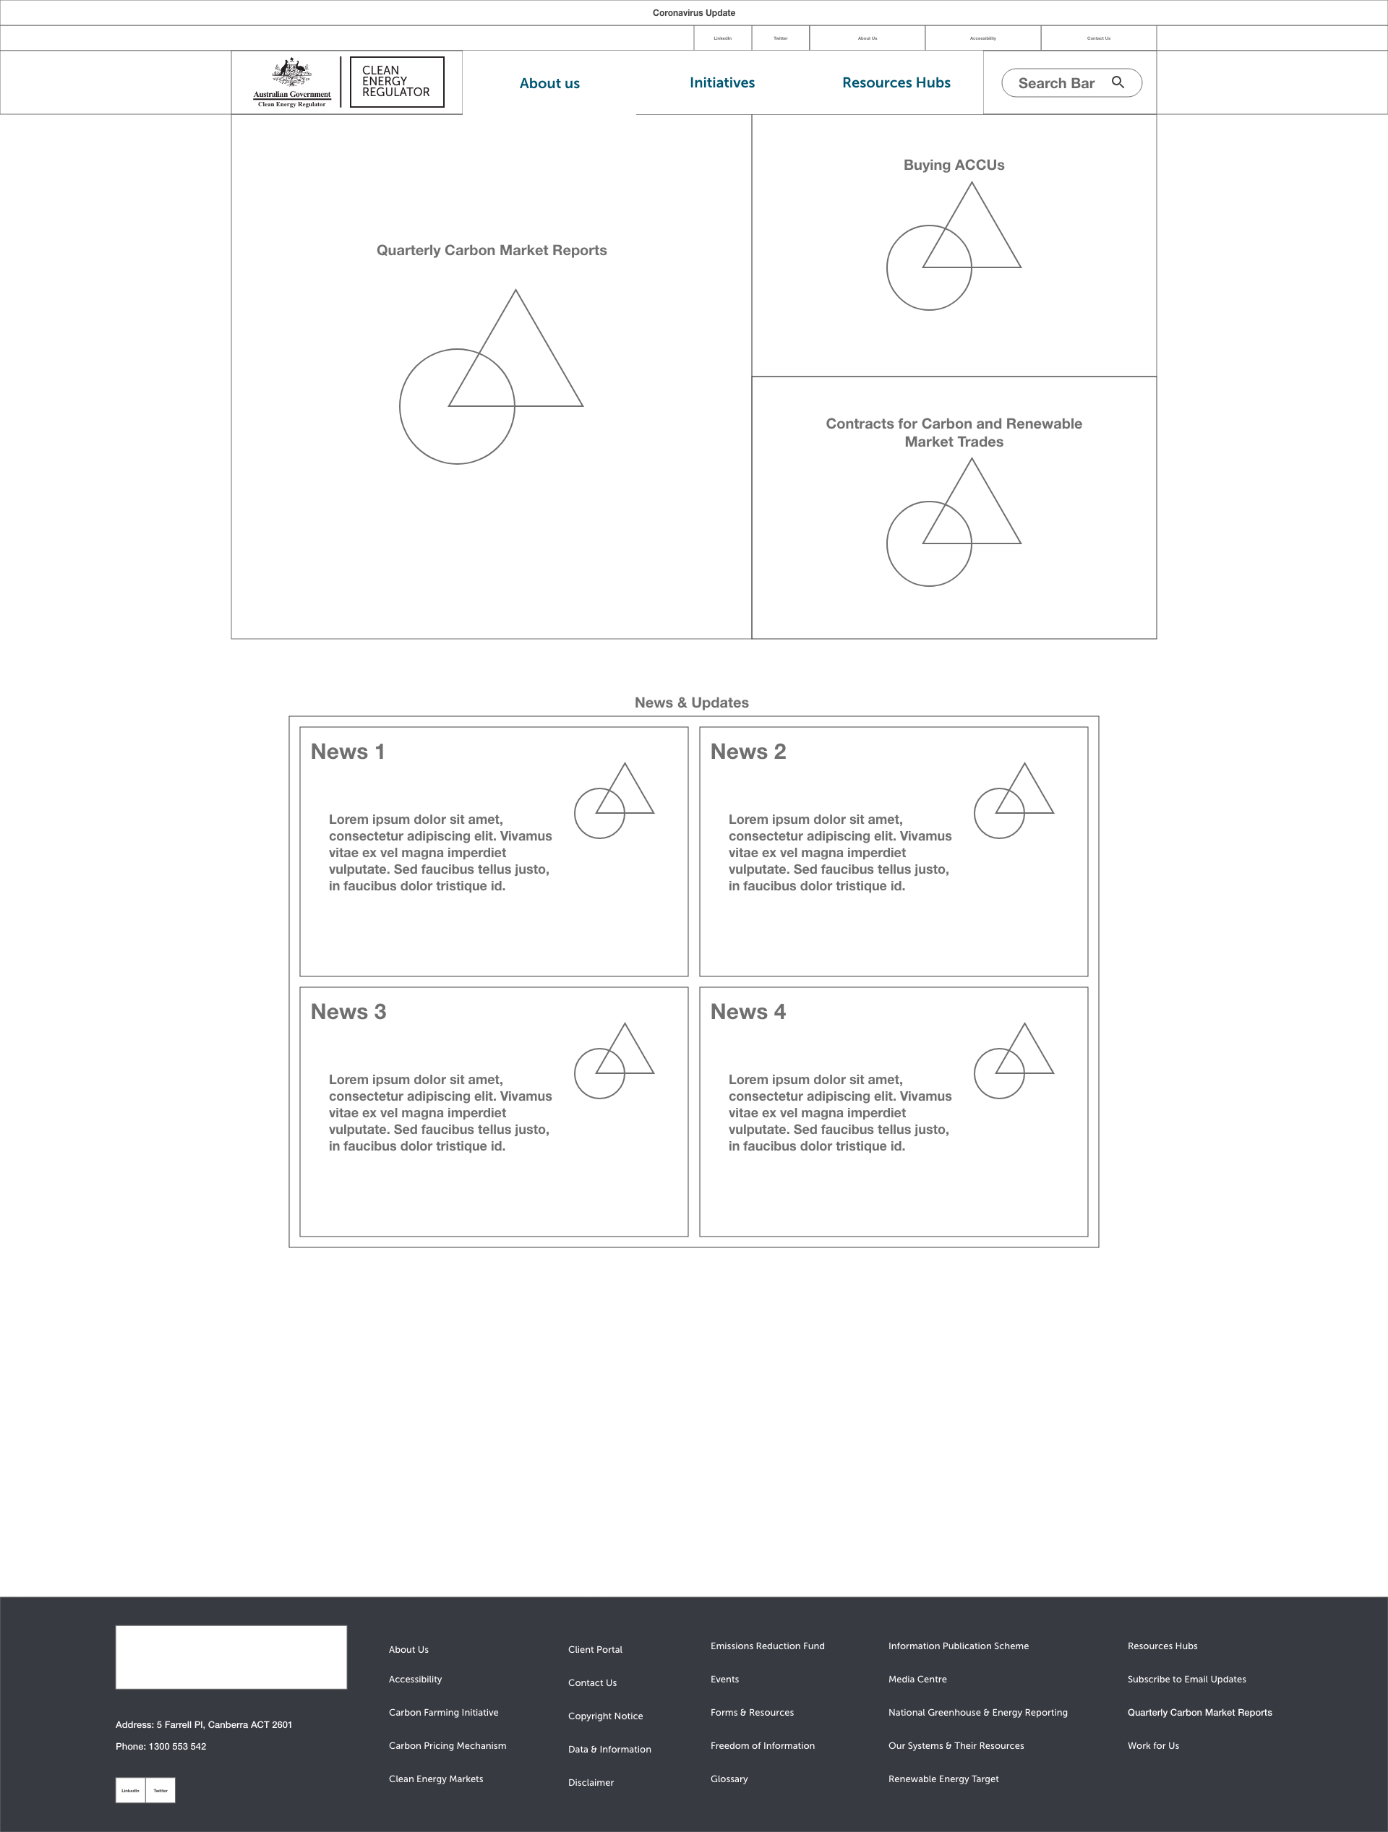 Coronavirus Update
LinkedIn
Twitter
About Us
Accessibility
Contact Us
Australian Government
Clean Energy Regulator
CLEAN
ENERGY
REGULATOR
About us
Initiatives
Resources Hubs
Search Bar
Quarterly Carbon Market Reports
Buying ACCUs
Contracts for Carbon and Renewable
Market Trades
News & Updates
News 1
Lorem ipsum dolor sit amet,
consectetur adipiscing elit. Vivamus
vitae ex vel magna imperdiet
vulputate. Sed faucibus tellus justo,
in faucibus dolor tristique id.
News 2
Lorem ipsum dolor sit amet,
consectetur adipiscing elit. Vivamus
vitae ex vel magna imperdiet
vulputate. Sed faucibus tellus justo,
in faucibus dolor tristique id.
News 3
Lorem ipsum dolor sit amet,
consectetur adipiscing elit. Vivamus
vitae ex vel magna imperdiet
vulputate. Sed faucibus tellus justo,
in faucibus dolor tristique id.
News 4
Lorem ipsum dolor sit amet,
consectetur adipiscing elit. Vivamus
vitae ex vel magna imperdiet
vulputate. Sed faucibus tellus justo,
in faucibus dolor tristique id.
Address: 5 Farrell Pl, Canberra ACT 2601
Phone: 1300 553 542
LinkedIn
Twitter
About Us
Accessibility
Carbon Farming Initiative
Carbon Pricing Mechanism
Clean Energy Markets
Client Portal
Contact Us
Copyright Notice
Data & Information
Disclaimer
Emissions Reduction Fund
Events
Forms & Resources
Freedom of Information
Glossary
Information Publication Scheme
Media Centre
National Greenhouse & Energy Reporting
Our Systems & Their Resources
Renewable Energy Target
Resources Hubs
Subscribe to Email Updates
Quarterly Carbon Market Reports
Work for Us